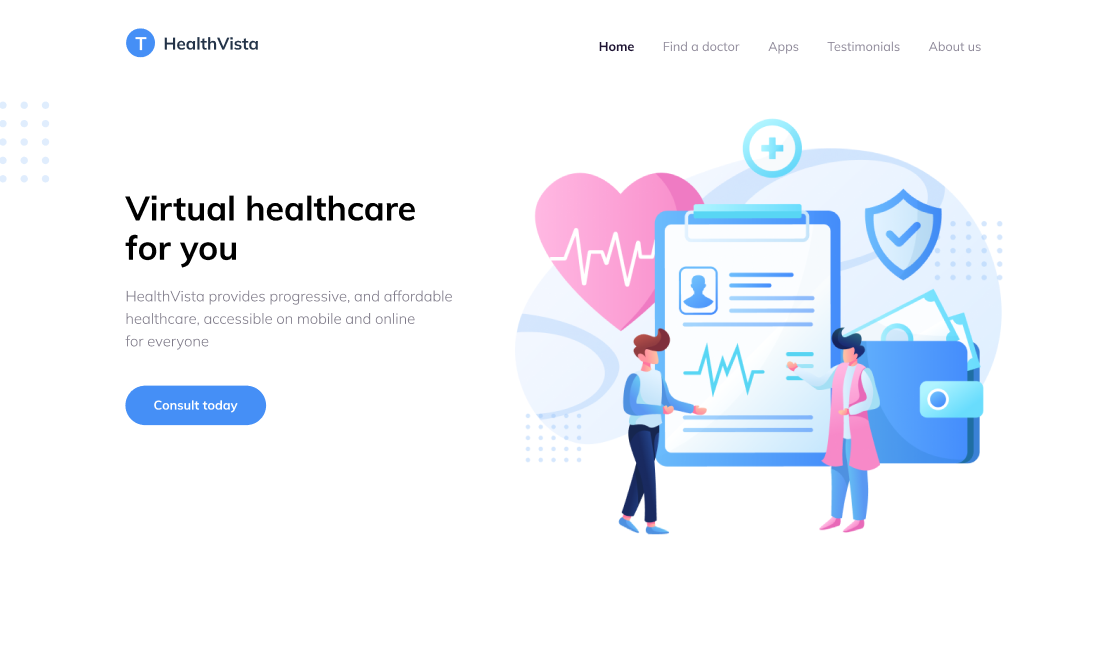 T HealthVista
Home Find a doctor Apps Testimonials About us
Virtual healthcare
for you
HealthVista provides progressive, and affordable
healthcare, accessible on mobile and online
for everyone
Consult today